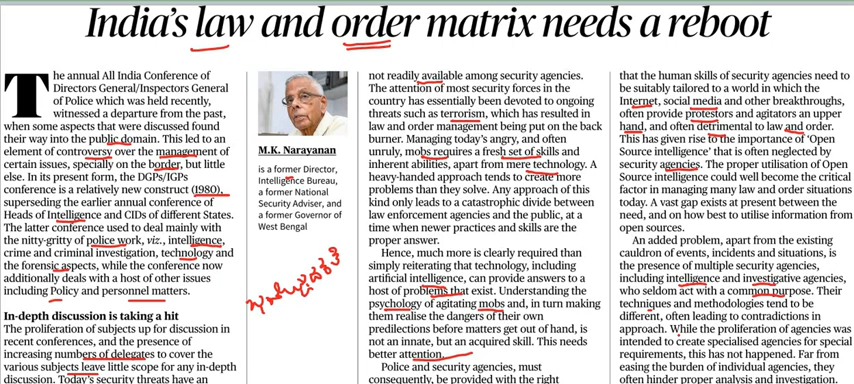 India's law and order matrix needs a reboot
The annual All India Conference of
Directors General/Inspectors General
of Police which was held recently,
witnessed a departure from the past,
when some aspects that were discussed found
their way into the public domain. This led to an
element of controversy over the management of
certain issues, specially on the border, but little
else. In its present form, the DGPs/IGPs
conference is a relatively new construct (1980),
superseding the earlier annual conference of
Heads of Intelligence and CIDs of different States.
The latter conference used to deal mainly with
the nitty-gritty of police work, viz., intelligence,
crime and criminal investigation, technology and
the forensic aspects, while the conference now
additionally deals with a host of other issues
including Policy and personnel matters.
In-depth discussion is taking a hit
The proliferation of subjects up for discussion in
recent conferences, and the presence of
increasing numbers of delegates to cover the
various subjects leave little scope for any in-depth
discussion. Today's security threats have an
M.K. Narayanan
is a former Director,
Intelligence Bureau,
a former National
Security Adviser, and
a former Governor of
West Bengal
not readily available among security agencies.
The attention of most security forces in the
country has essentially been devoted to ongoing
threats such as terrorism, which has resulted in
law and order management being put on the back
burner. Managing today's angry, and often
unruly, mobs requires a fresh set of skills and
inherent abilities, apart from mere technology. A
heavy-handed approach tends to create more
problems than they solve. Any approach of this
kind only leads to a catastrophic divide between
law enforcement agencies and the public, at a
time when newer practices and skills are the
proper answer.
Hence, much more is clearly required than
simply reiterating that technology, including
artificial intelligence, can provide answers to a
host of problems that exist. Understanding the
psychology of agitating mobs and, in turn making
them realise the dangers of their own
predilections before matters get out of hand, is
not an innate, but an acquired skill. This needs
better attention.
Police and security agencies, must
consequently, be provided with the right
that the human skills of security agencies need to
be suitably tailored to a world in which the
Internet, social media and other breakthroughs,
often provide protestors and agitators an upper
hand, and often detrimental to law and order.
This has given rise to the importance of 'Open
Source intelligence' that is often neglected by
security agencies. The proper utilisation of Open
Source intelligence could well become the critical
factor in managing many law and order situations
today. A vast gap exists at present between the
need, and on how best to utilise information from
open sources.
An added problem, apart from the existing
cauldron of events, incidents and situations, is
the presence of multiple security agencies,
including intelligence and investigative agencies,
who seldom act with a common purpose. Their
techniques and methodologies tend to be
different, often leading to contradictions in
approach. While the proliferation of agencies was
intended to create specialised agencies for special
requirements, this has not happened. Far from
easing the burden of individual agencies, they
often hinder proper analysis and investigation.